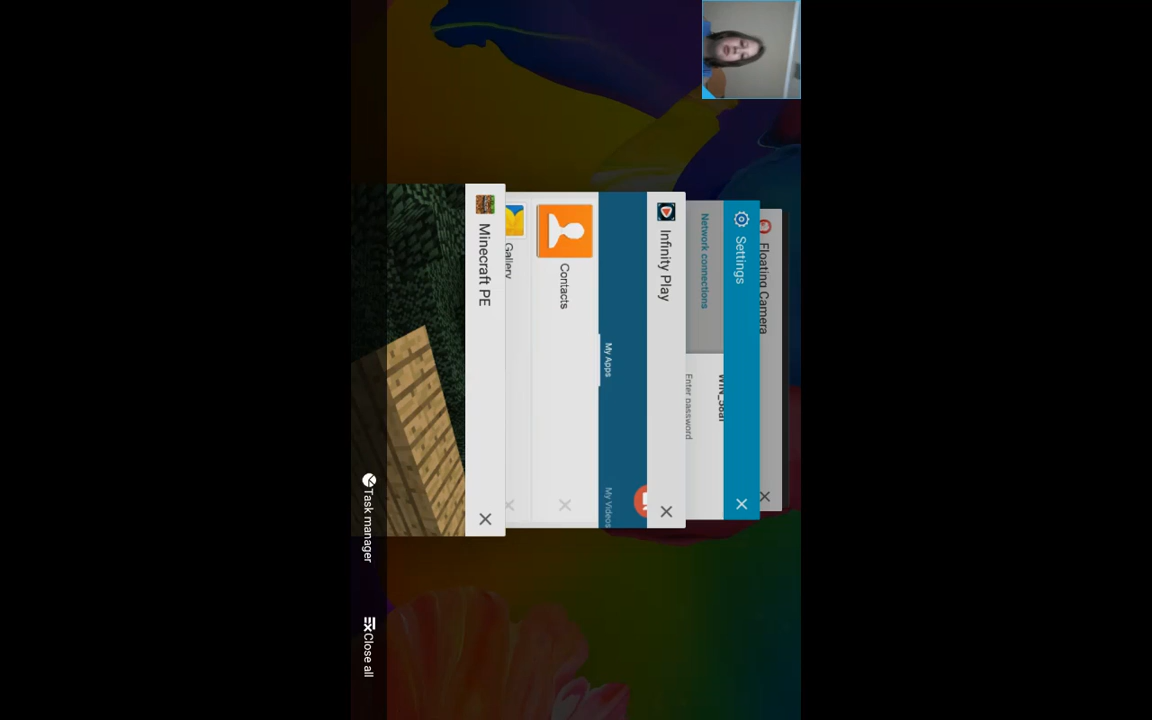 Floating Camera
Settings
Network connections
WIN_38af
Enter password
Infinity Play
My Apps
My Videos
Contacts
Gallery
Minecraft PE
Task manager
Close all